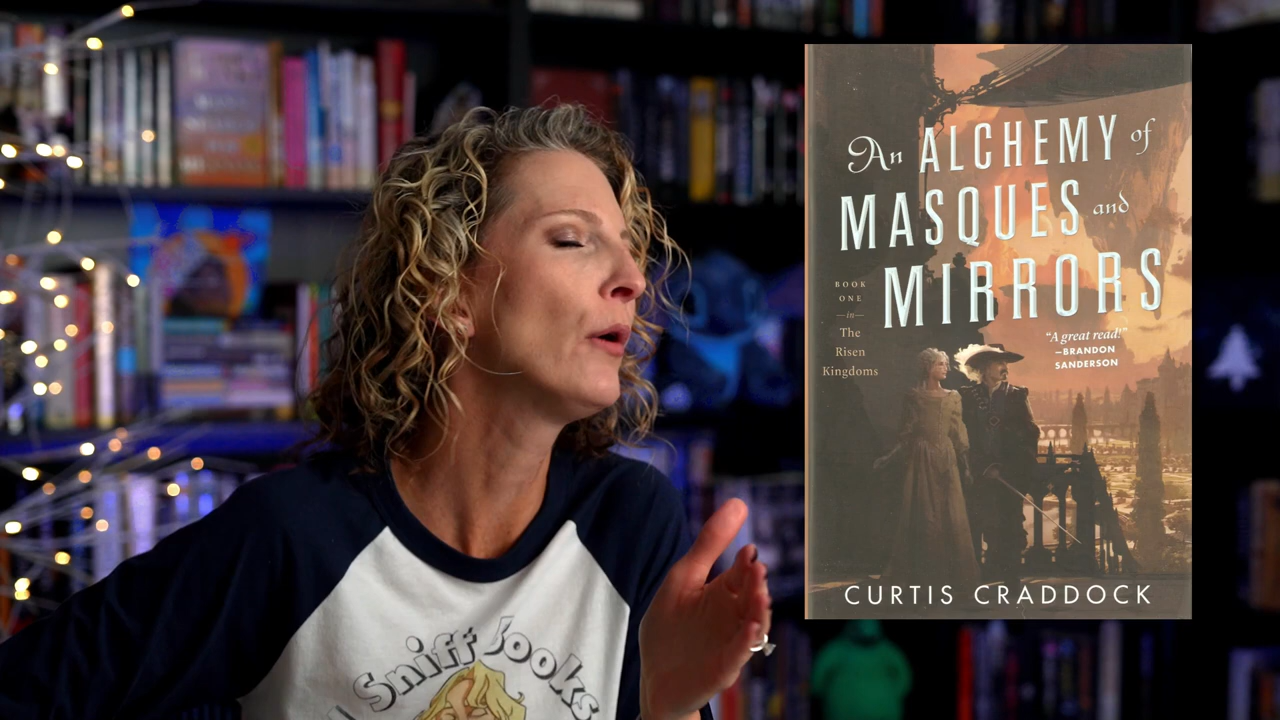 An ALCHEMY of
MASQUES and
MIRRORS
BOOK
ONE
—in—
The
Risen
Kingdoms
“A great read!”
—BRANDON
SANDERSON
CURTIS CRADDOCK
I Sniff Books